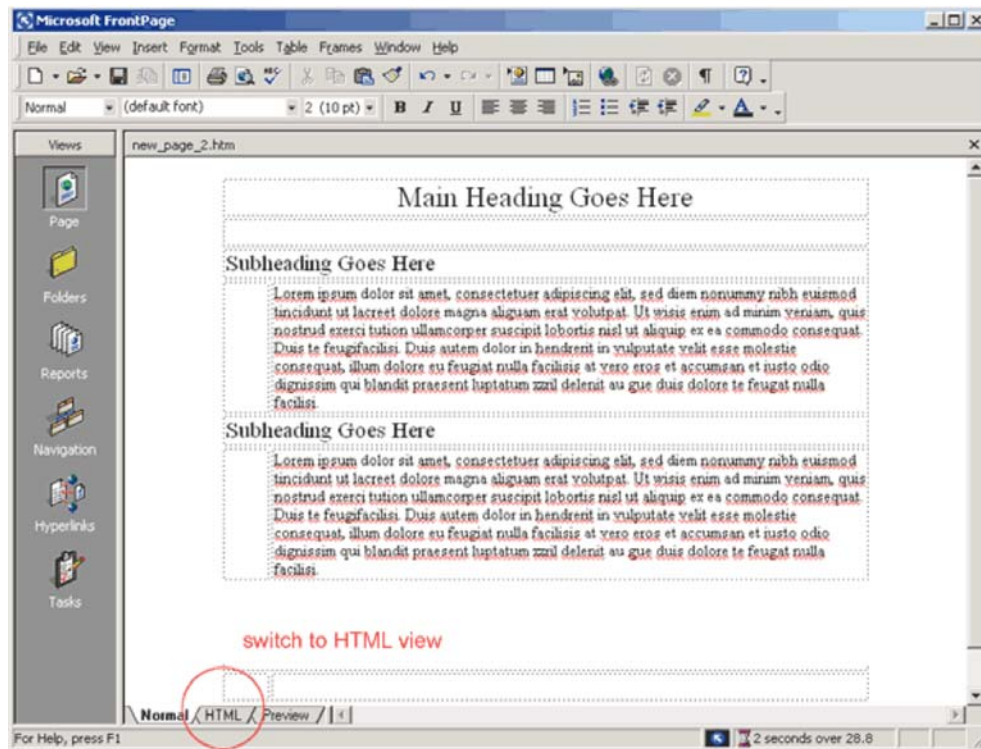 Microsoft FrontPage
File Edit View Insert Format Tools Table Frames Window Help
Normal (default font) 2 (10 pt) B I U A
Views new_page_2.htm
Page
Folders
Reports
Navigation
Hyperlinks
Tasks
Main Heading Goes Here
Subheading Goes Here
Lorem ipsum dolor sit amet, consectetuer adipiscing elit, sed diem nonummy nibh euismod
tincidunt ut lacreet dolore magna aliguam erat volutpat. Ut wisis enim ad minim veniam, quis
nostrud exerci tution ullamcorper suscipit lobortis nisl ut aliquip ex ea commodo consequat.
Duis te feugifacilisi. Duis autem dolor in hendrerit in vulputate velit esse molestie
consequat, illum dolore eu feugiat nulla facilisis at vero eros et accumsan et iusto odio
dignissim qui blandit praesent luptatum zzril delenit au gue duis dolore te feugat nulla
facilisi.
Subheading Goes Here
Lorem ipsum dolor sit amet, consectetuer adipiscing elit, sed diem nonummy nibh euismod
tincidunt ut lacreet dolore magna aliguam erat volutpat. Ut wisis enim ad minim veniam, quis
nostrud exerci tution ullamcorper suscipit lobortis nisl ut aliquip ex ea commodo consequat.
Duis te feugifacilisi. Duis autem dolor in hendrerit in vulputate velit esse molestie
consequat, illum dolore eu feugiat nulla facilisis at vero eros et accumsan et iusto odio
dignissim qui blandit praesent luptatum zzril delenit au gue duis dolore te feugat nulla
facilisi.
switch to HTML view
Normal HTML Preview
For Help, press F1 2 seconds over 28.8